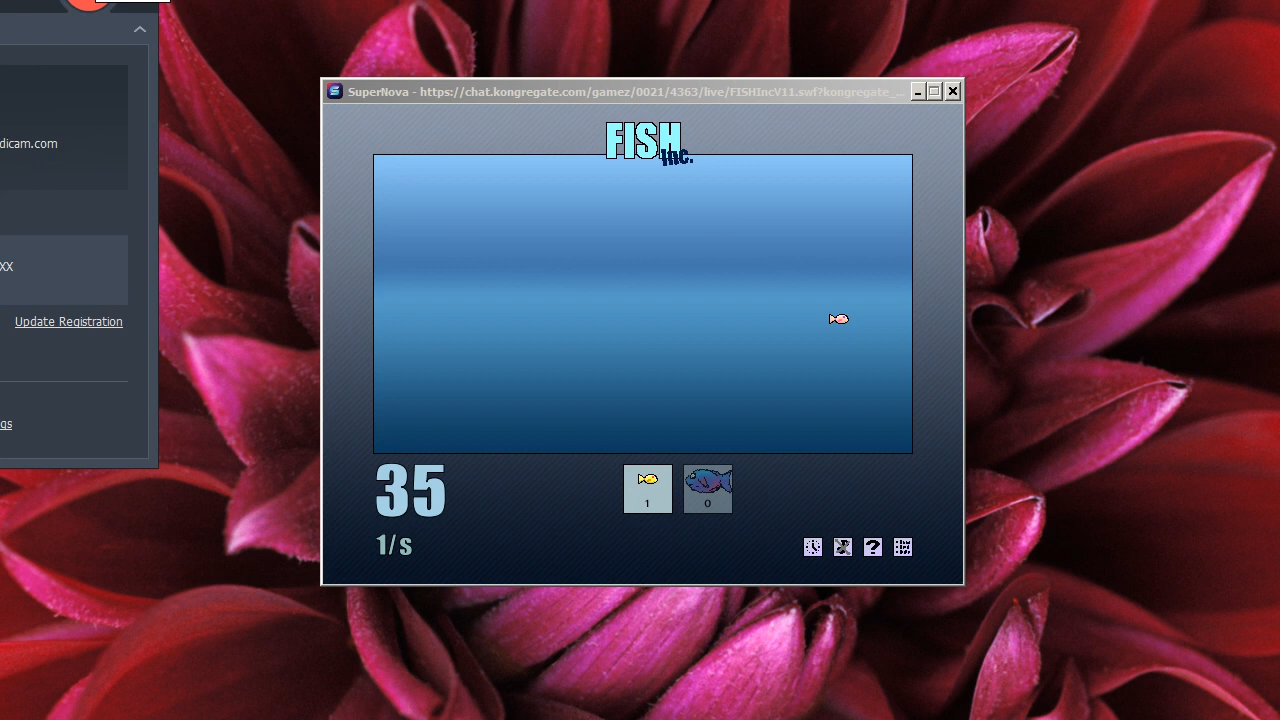 SuperNova - https://chat.kongregate.com/gamez/0021/4363/live/FISHIncV11.swf?kongregate_...
dicam.com
FISH
Inc.
XX
Update Registration
gs
35
1
0
1/s
?